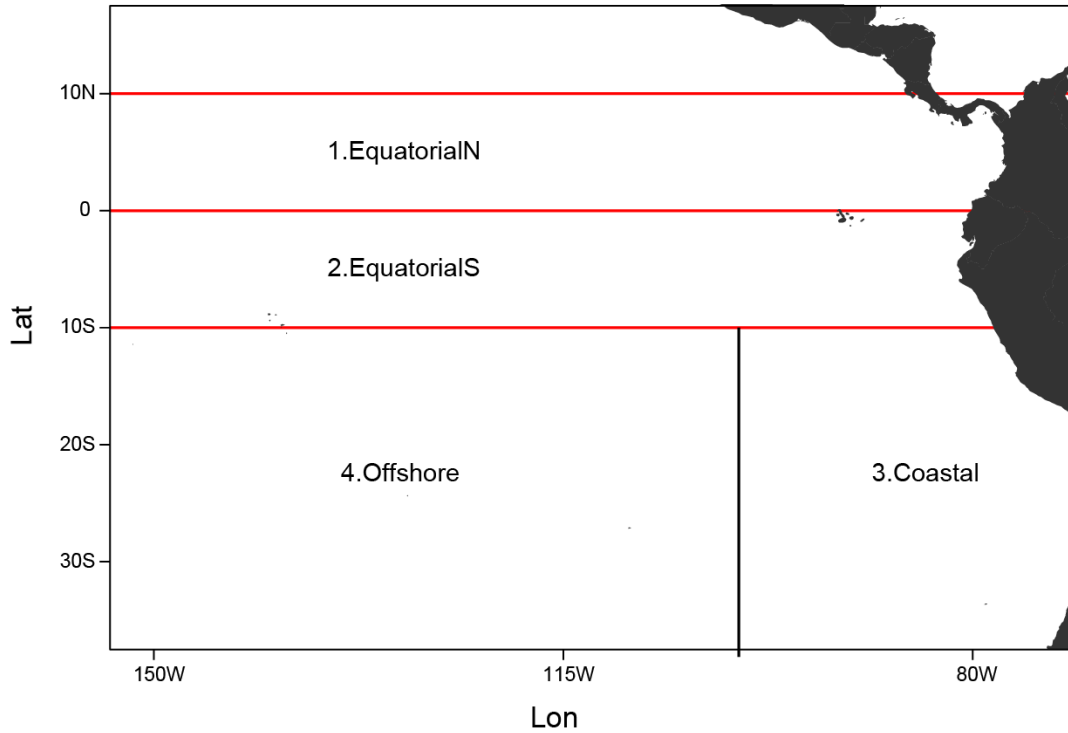 10N
1.EquatorialN
0
2.EquatorialS
10S
Lat
20S
4.Offshore
3.Coastal
30S
150W
115W
80W
Lon